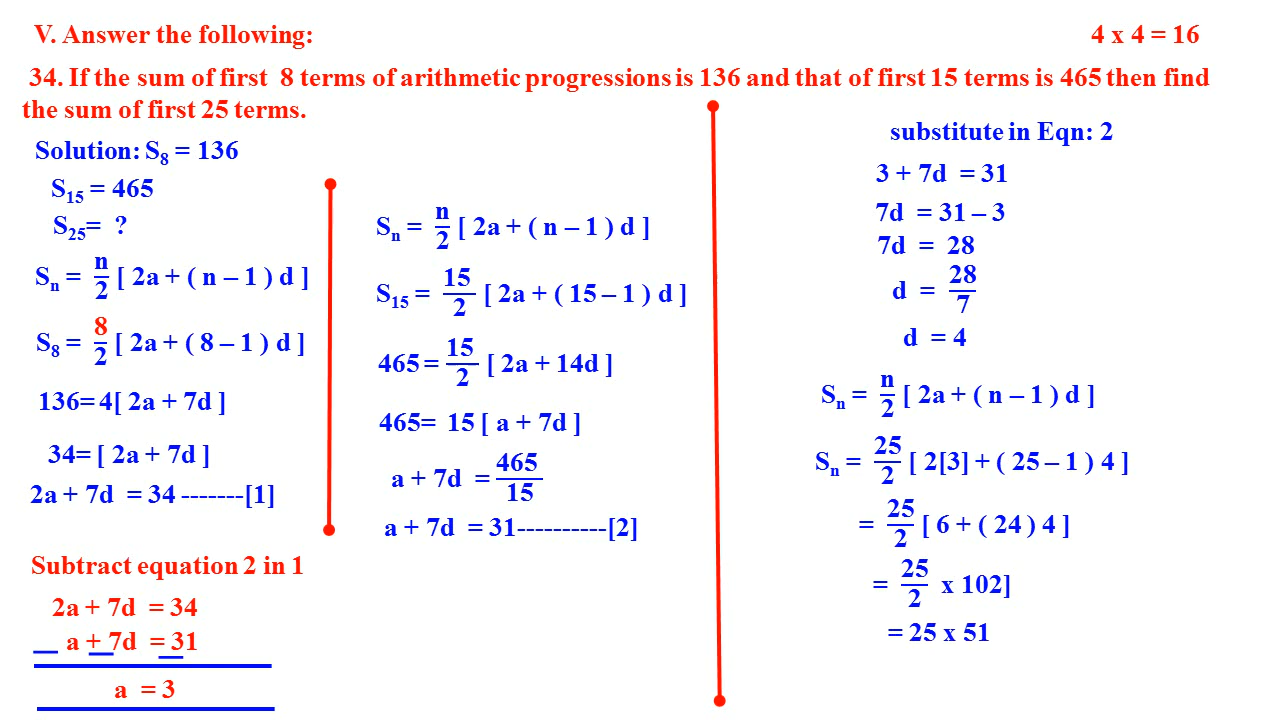 V. Answer the following: 4 x 4 = 16
34. If the sum of first 8 terms of arithmetic progressions is 136 and that of first 15 terms is 465 then find
the sum of first 25 terms.
Solution: S₈ = 136
S₁₅ = 465
S₂₅= ?
Sₙ = n/2 [ 2a + ( n – 1 ) d ]
S₈ = 8/2 [ 2a + ( 8 – 1 ) d ]
136= 4[ 2a + 7d ]
34= [ 2a + 7d ]
2a + 7d = 34 -------[1]
Subtract equation 2 in 1
2a + 7d = 34
a + 7d = 31
— — —
a = 3
Sₙ = n/2 [ 2a + ( n – 1 ) d ]
S₁₅ = 15/2 [ 2a + ( 15 – 1 ) d ]
465 = 15/2 [ 2a + 14d ]
465= 15 [ a + 7d ]
a + 7d = 465/15
a + 7d = 31----------[2]
substitute in Eqn: 2
3 + 7d = 31
7d = 31 – 3
7d = 28
d = 28/7
d = 4
Sₙ = n/2 [ 2a + ( n – 1 ) d ]
Sₙ = 25/2 [ 2[3] + ( 25 – 1 ) 4 ]
= 25/2 [ 6 + ( 24 ) 4 ]
= 25/2 x 102]
= 25 x 51